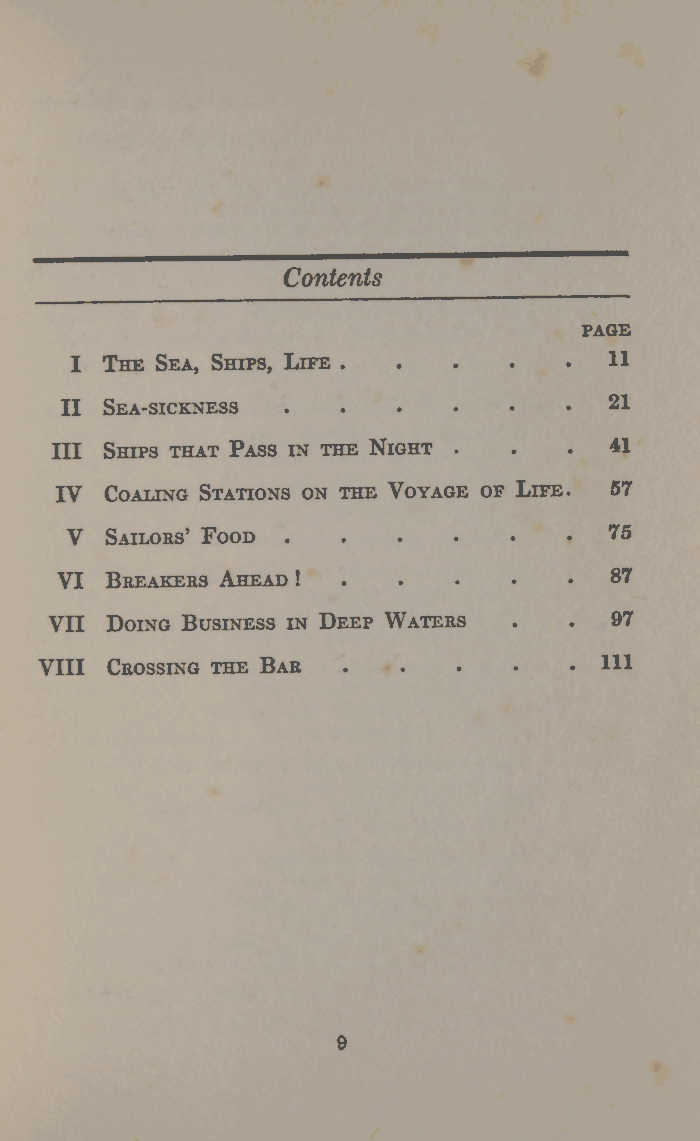 Contents
PAGE
I The Sea, Ships, Life . . . . . 11
II Sea-sickness . . . . . . 21
III Ships that Pass in the Night . . . 41
IV Coaling Stations on the Voyage of Life . 57
V Sailors' Food . . . . . . 75
VI Breakers Ahead ! . . . . . 87
VII Doing Business in Deep Waters . . 97
VIII Crossing the Bar . . . . . 111
9